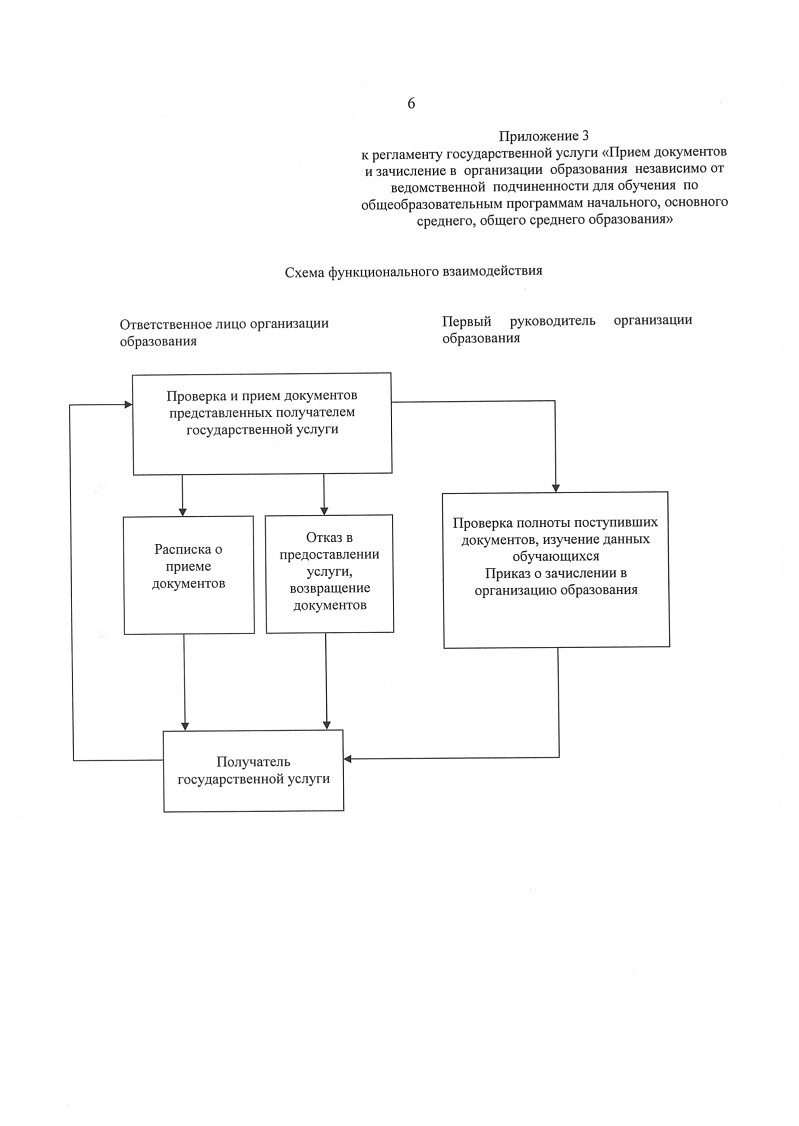 6
Приложение 3
к регламенту государственной услуги «Прием документов
и зачисление в организации образования независимо от
ведомственной подчиненности для обучения по
общеобразовательным программам начального, основного
среднего, общего среднего образования»
Схема функционального взаимодействия
Ответственное лицо организации
образования
Первый руководитель организации
образования
Проверка и прием документов
представленных получателем
государственной услуги
Расписка о
приеме
документов
Отказ в
предоставлении
услуги,
возвращение
документов
Проверка полноты поступивших
документов, изучение данных
обучающихся
Приказ о зачислении в
организацию образования
Получатель
государственной услуги